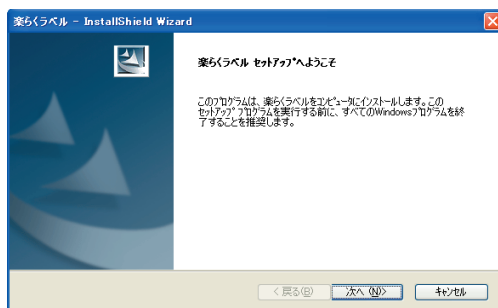 楽らくラベル - InstallShield Wizard
楽らくラベル ｾｯﾄｱｯﾌﾟへようこそ
このﾌﾟﾛｸﾞﾗﾑは、楽らくラベルをｺﾝﾋﾟｭｰﾀにｲﾝｽﾄｰﾙします。この
ｾｯﾄｱｯﾌﾟ ﾌﾟﾛｸﾞﾗﾑを実行する前に、すべてのWindowsﾌﾟﾛｸﾞﾗﾑを終
了することを推奨します。
< 戻る(B) 次へ (N)> ｷｬﾝｾﾙ